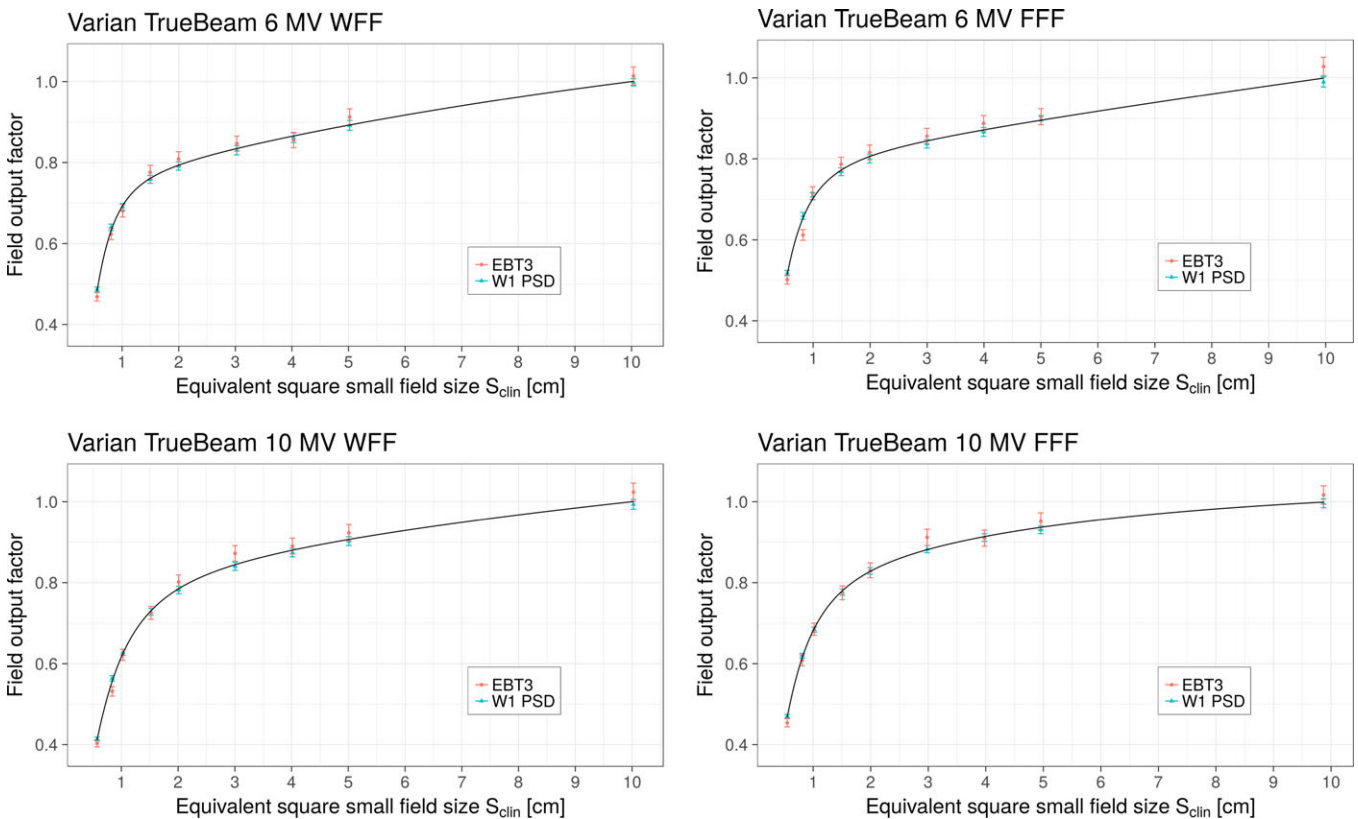 Varian TrueBeam 6 MV WFF
Field output factor
1.0
0.8
0.6
0.4
EBT3
W1 PSD
1 2 3 4 5 6 7 8 9 10
Equivalent square small field size Sclin [cm]
Varian TrueBeam 6 MV FFF
Field output factor
1.0
0.8
0.6
0.4
EBT3
W1 PSD
1 2 3 4 5 6 7 8 9 10
Equivalent square small field size Sclin [cm]
Varian TrueBeam 10 MV WFF
Field output factor
1.0
0.8
0.6
0.4
EBT3
W1 PSD
1 2 3 4 5 6 7 8 9 10
Equivalent square small field size Sclin [cm]
Varian TrueBeam 10 MV FFF
Field output factor
1.0
0.8
0.6
0.4
EBT3
W1 PSD
1 2 3 4 5 6 7 8 9 10
Equivalent square small field size Sclin [cm]